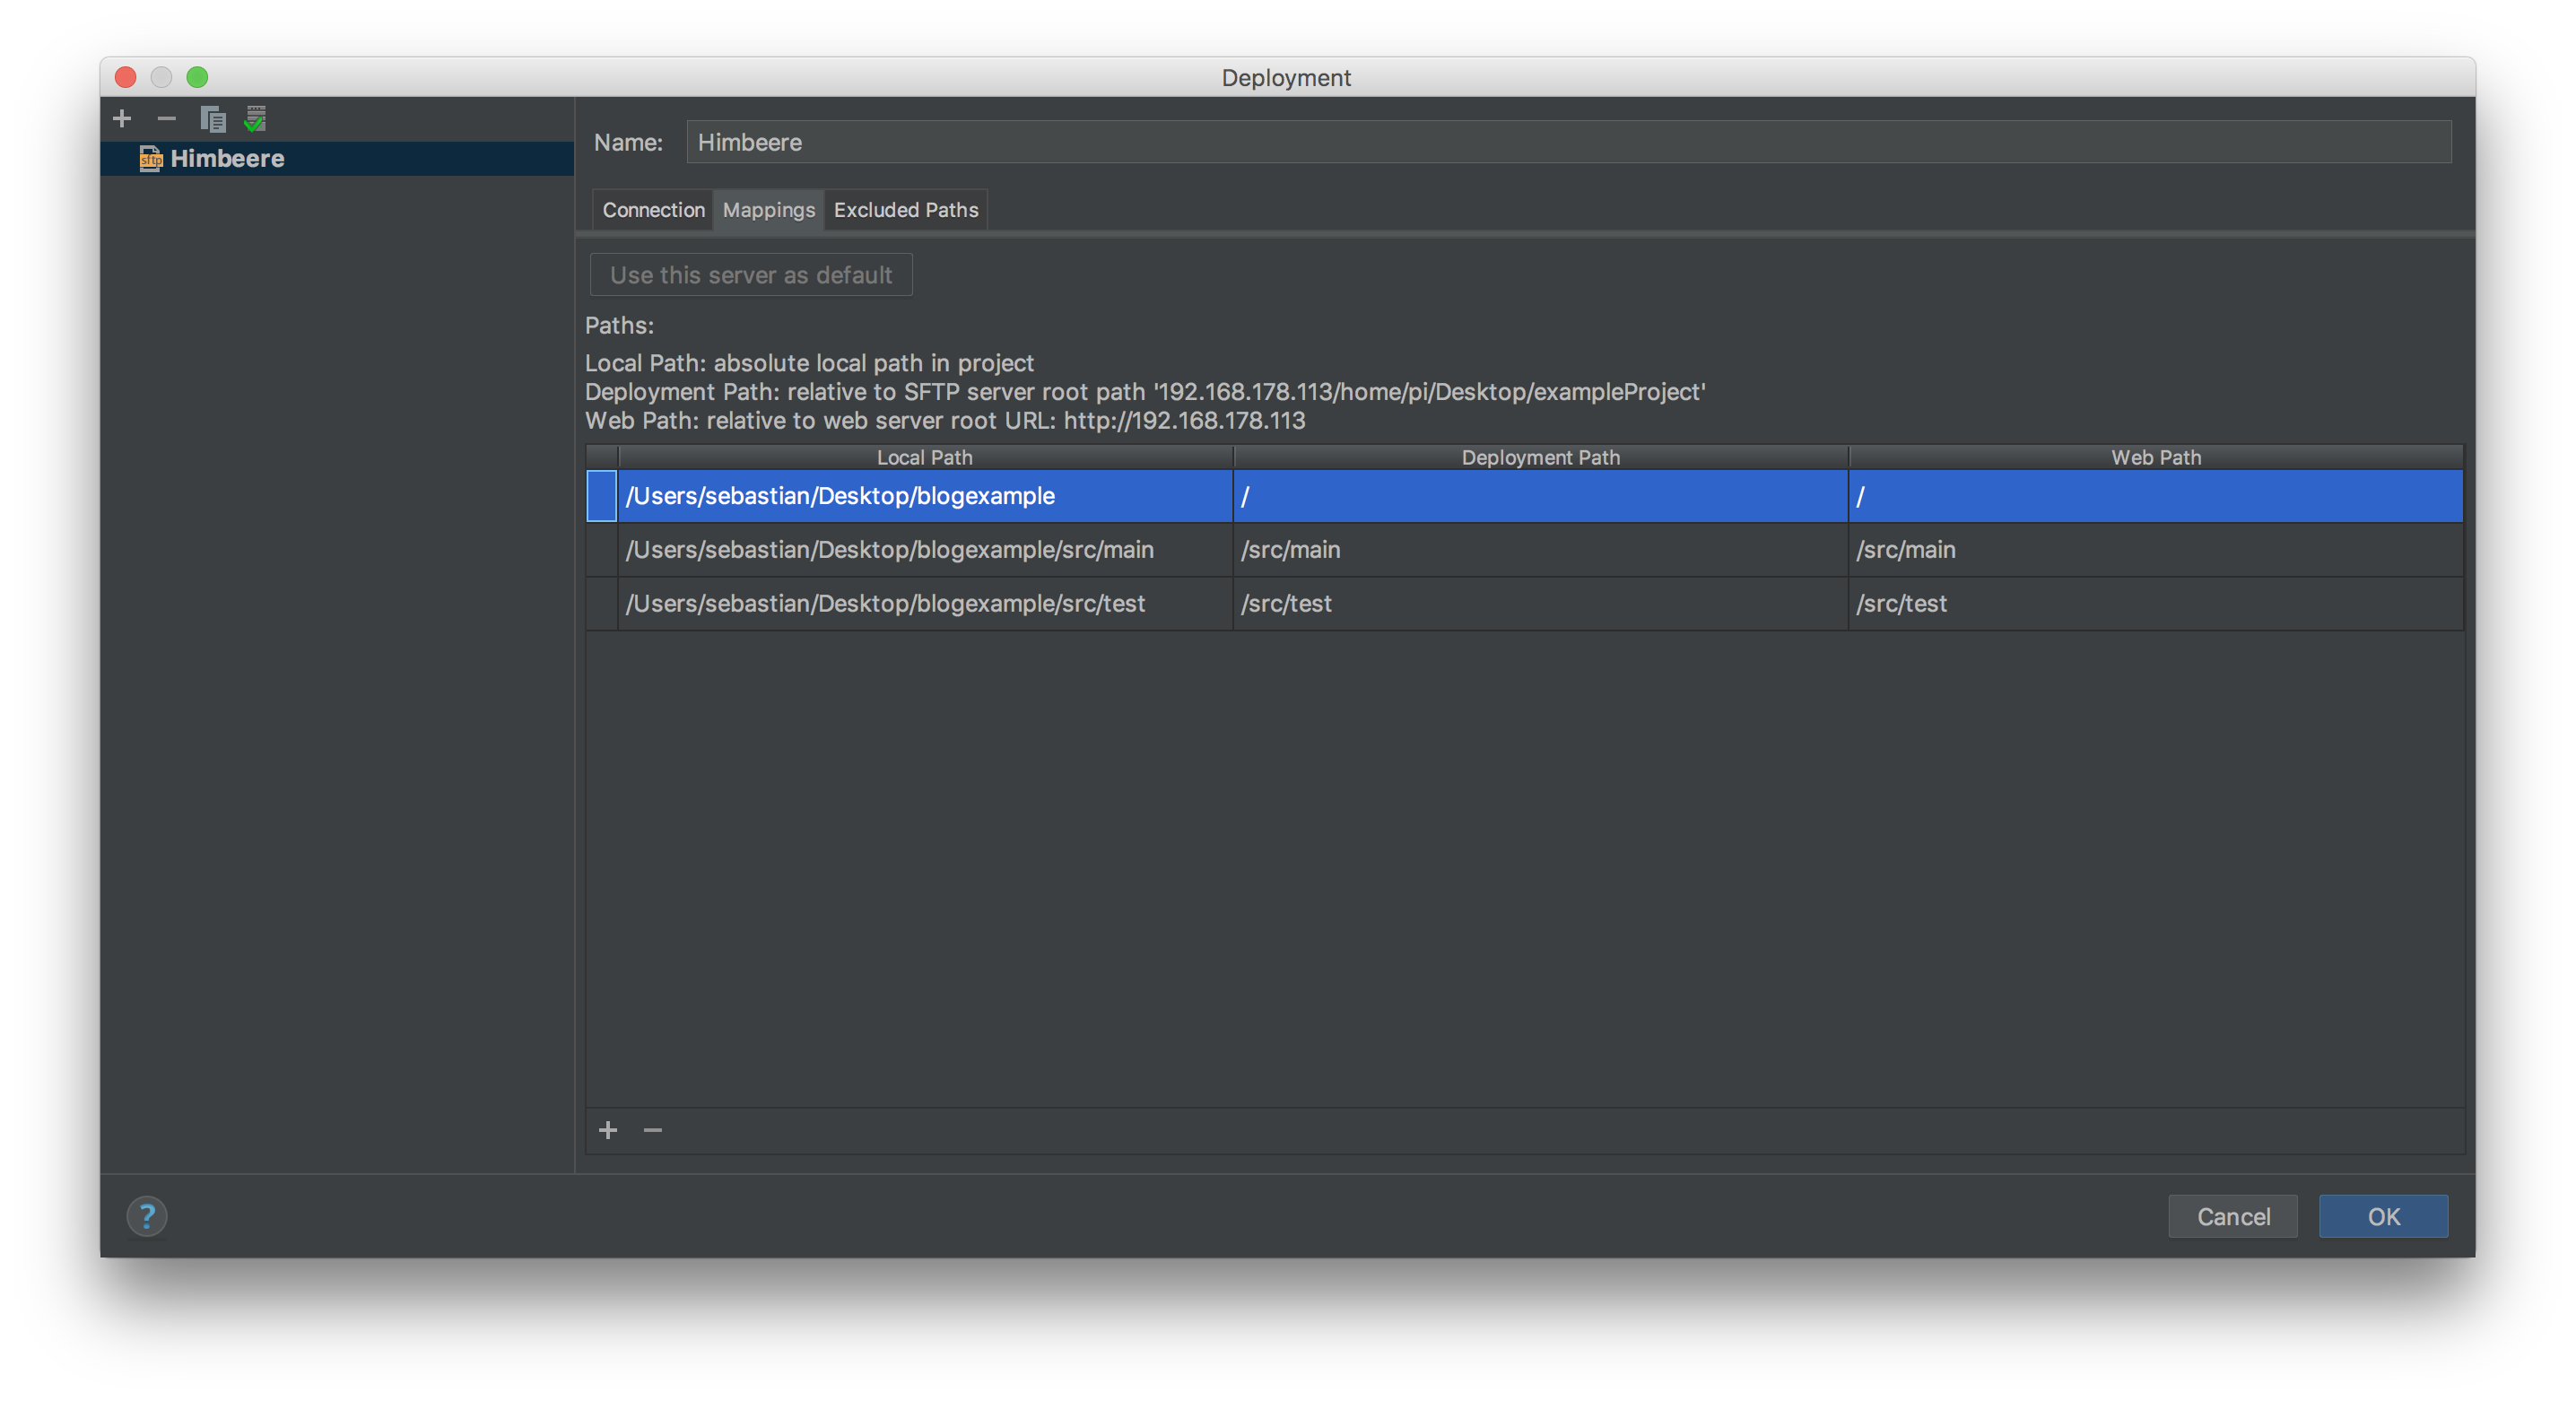 Deployment
sftp Himbeere
Name: Himbeere
Connection Mappings Excluded Paths
Use this server as default
Paths:
Local Path: absolute local path in project
Deployment Path: relative to SFTP server root path '192.168.178.113/home/pi/Desktop/exampleProject'
Web Path: relative to web server root URL: http://192.168.178.113
Local Path Deployment Path Web Path
/Users/sebastian/Desktop/blogexample / /
/Users/sebastian/Desktop/blogexample/src/main /src/main /src/main
/Users/sebastian/Desktop/blogexample/src/test /src/test /src/test
? Cancel OK